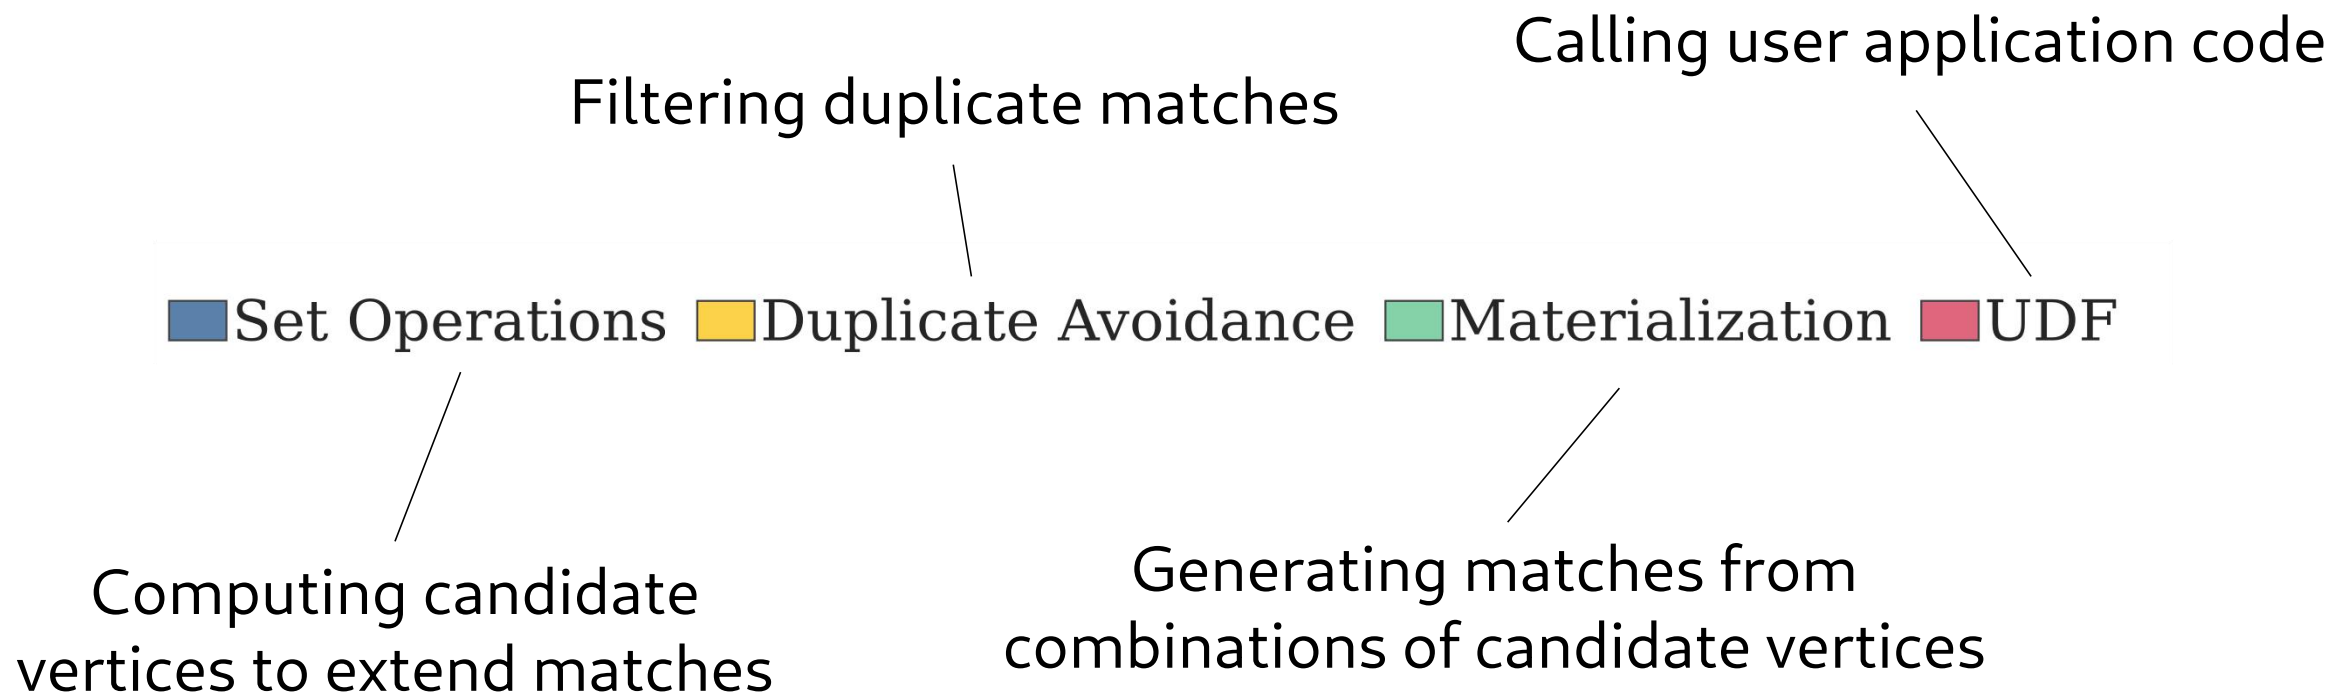 Calling user application code
Filtering duplicate matches
Set Operations Duplicate Avoidance Materialization UDF
Computing candidate
vertices to extend matches
Generating matches from
combinations of candidate vertices